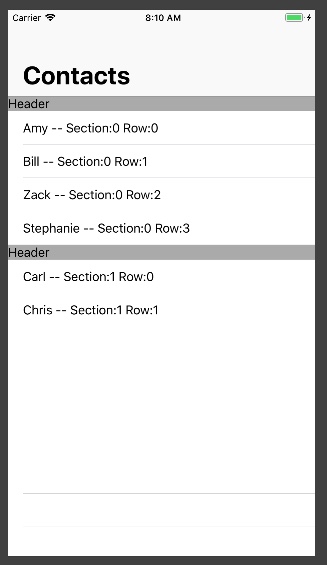 Carrier 8:10 AM
Contacts
Header
Amy -- Section:0 Row:0
Bill -- Section:0 Row:1
Zack -- Section:0 Row:2
Stephanie -- Section:0 Row:3
Header
Carl -- Section:1 Row:0
Chris -- Section:1 Row:1